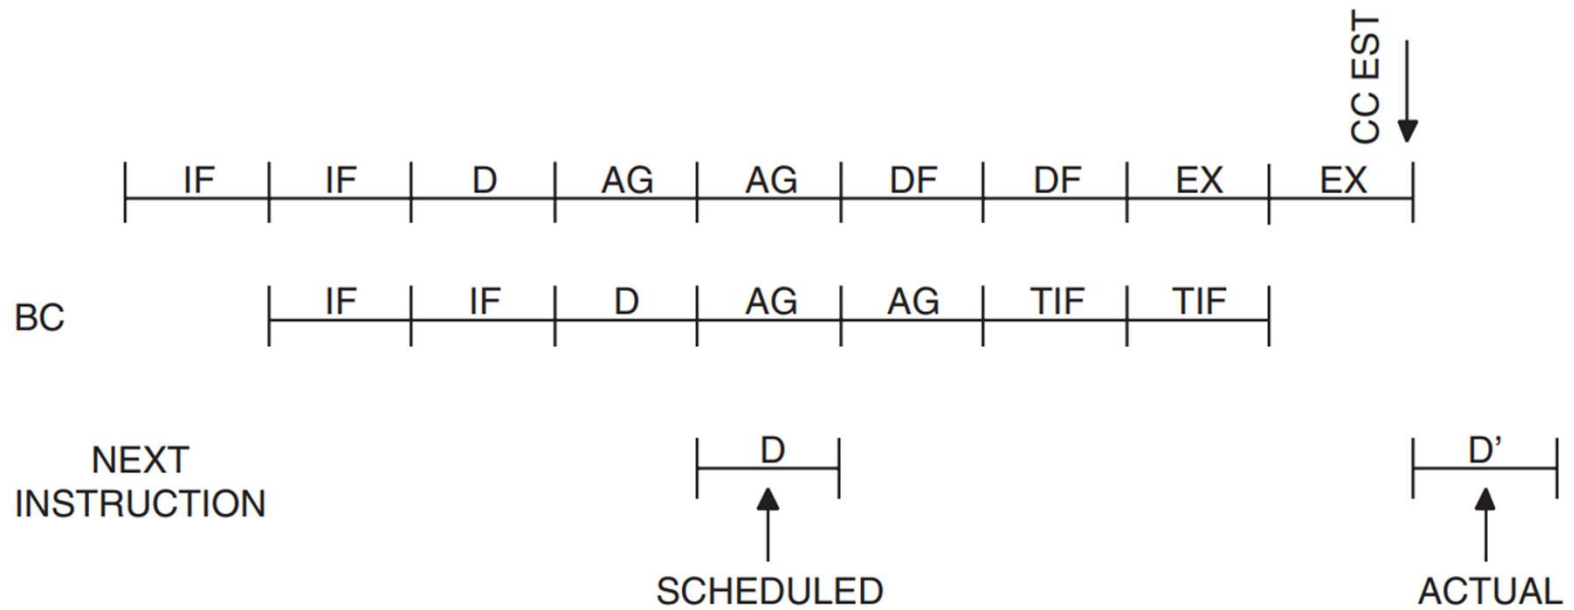 CC EST
IF IF D AG AG DF DF EX EX
BC
IF IF D AG AG TIF TIF
NEXT
INSTRUCTION
D
D’
SCHEDULED
ACTUAL